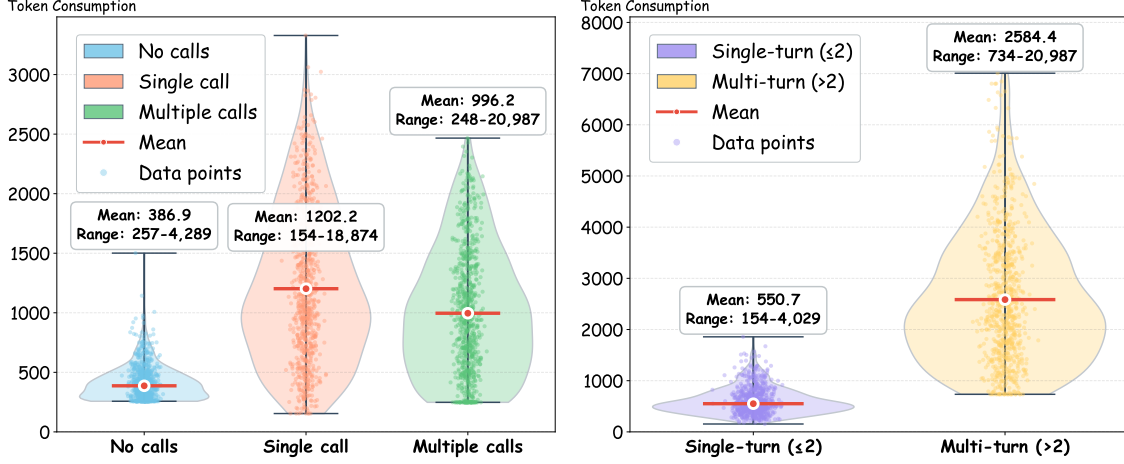 Token Consumption
3000
2500
2000
1500
1000
500
0
No calls
Single call
Multiple calls
Mean
Data points
Mean: 386.9
Range: 257-4,289
Mean: 1202.2
Range: 154-18,874
Mean: 996.2
Range: 248-20,987
No calls
Single call
Multiple calls
Token Consumption
8000
7000
6000
5000
4000
3000
2000
1000
0
Single-turn (≤2)
Multi-turn (>2)
Mean
Data points
Mean: 550.7
Range: 154-4,029
Mean: 2584.4
Range: 734-20,987
Single-turn (≤2)
Multi-turn (>2)